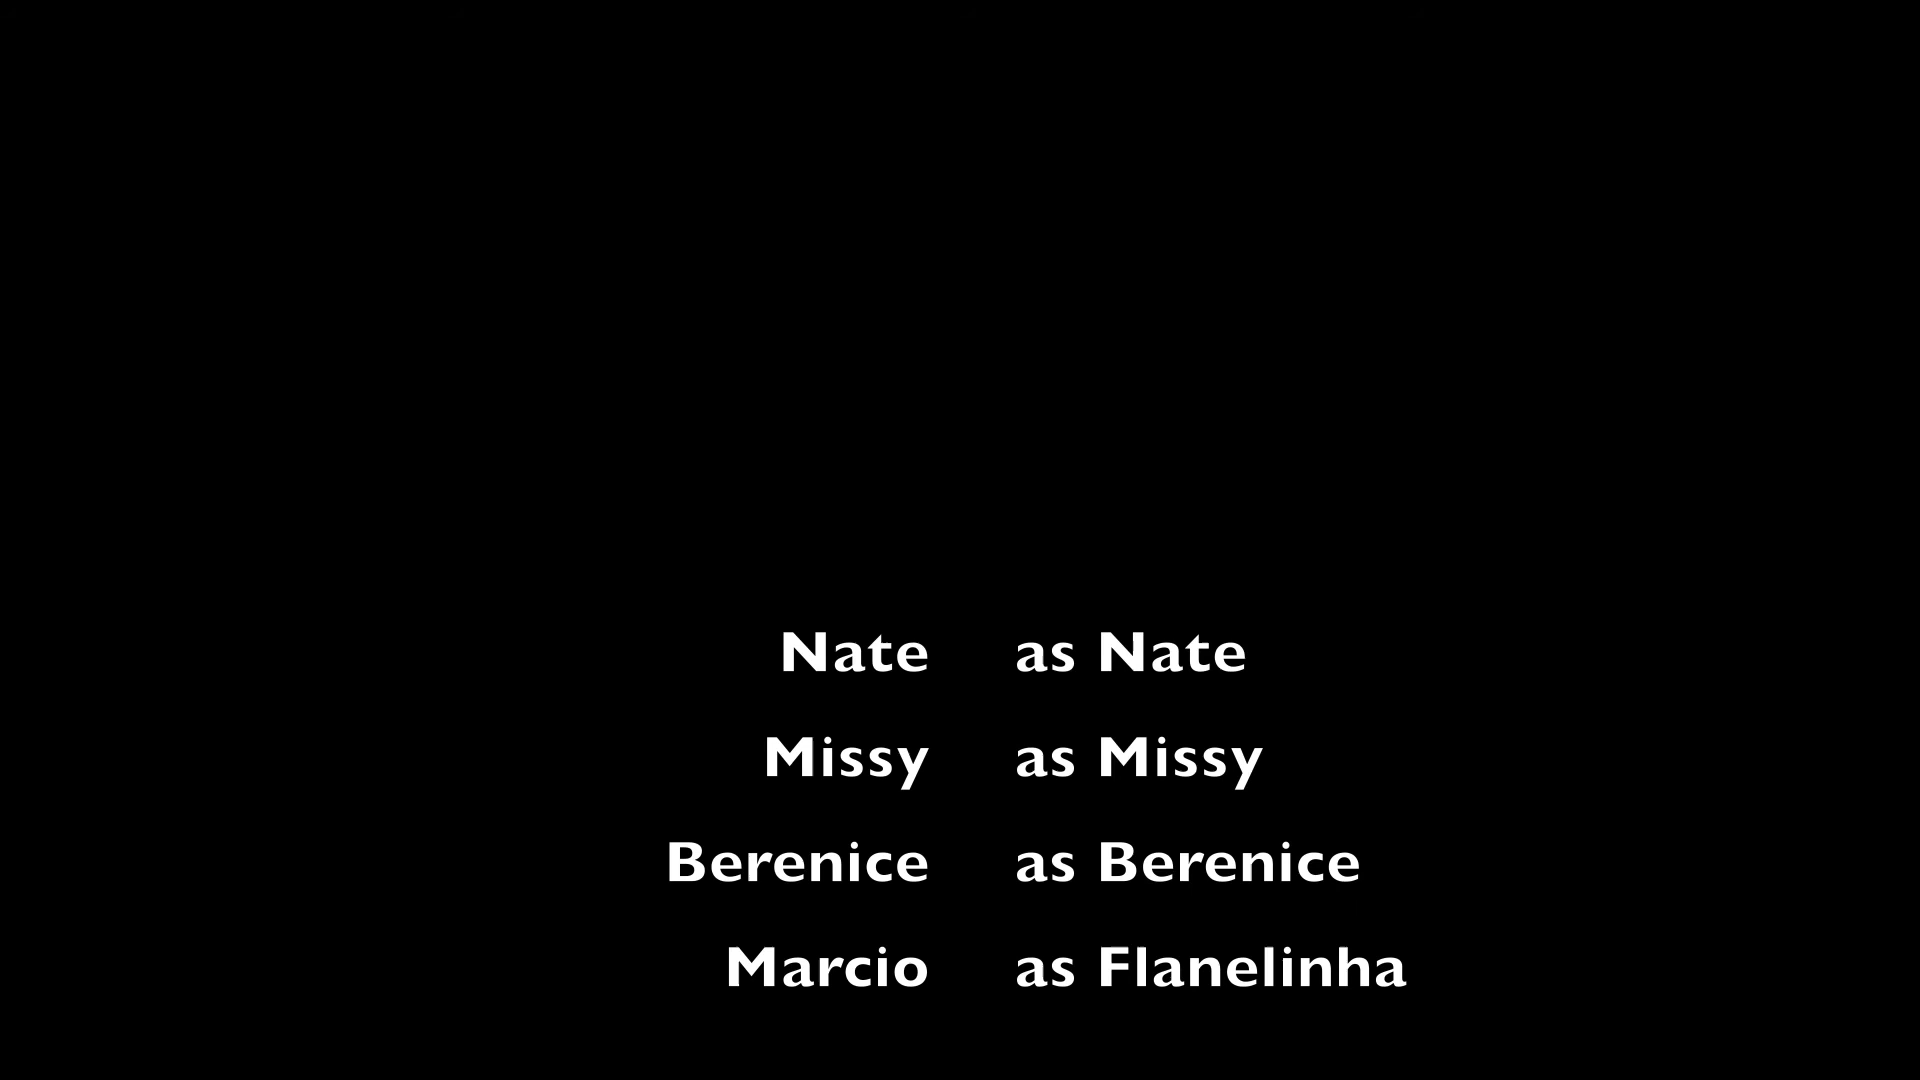 Nate as Nate
Missy as Missy
Berenice as Berenice
Marcio as Flanelinha